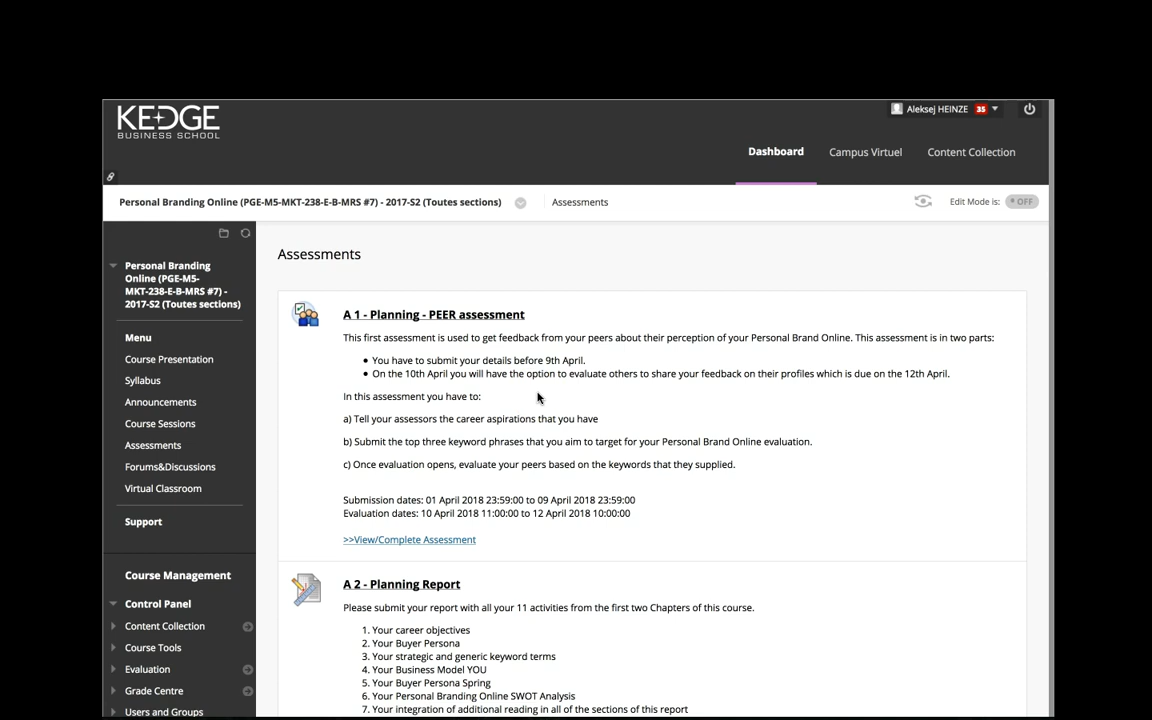 KEDGE
BUSINESS SCHOOL
Aleksej HEINZE 35
Dashboard Campus Virtuel Content Collection
Personal Branding Online (PGE-M5-MKT-238-E-B-MRS #7) - 2017-S2 (Toutes sections) Assessments Edit Mode is: OFF
Personal Branding
Online (PGE-M5-
MKT-238-E-B-MRS #7) -
2017-S2 (Toutes sections)
Menu
Course Presentation
Syllabus
Announcements
Course Sessions
Assessments
Forums&Discussions
Virtual Classroom
Support
Course Management
Control Panel
Content Collection
Course Tools
Evaluation
Grade Centre
Users and Groups
Assessments
A 1 - Planning - PEER assessment
This first assessment is used to get feedback from your peers about their perception of your Personal Brand Online. This assessment is in two parts:
• You have to submit your details before 9th April.
• On the 10th April you will have the option to evaluate others to share your feedback on their profiles which is due on the 12th April.
In this assessment you have to:
a) Tell your assessors the career aspirations that you have
b) Submit the top three keyword phrases that you aim to target for your Personal Brand Online evaluation.
c) Once evaluation opens, evaluate your peers based on the keywords that they supplied.
Submission dates: 01 April 2018 23:59:00 to 09 April 2018 23:59:00
Evaluation dates: 10 April 2018 11:00:00 to 12 April 2018 10:00:00
>>View/Complete Assessment
A 2 - Planning Report
Please submit your report with all your 11 activities from the first two Chapters of this course.
1. Your career objectives
2. Your Buyer Persona
3. Your strategic and generic keyword terms
4. Your Business Model YOU
5. Your Buyer Persona Spring
6. Your Personal Branding Online SWOT Analysis
7. Your integration of additional reading in all of the sections of this report